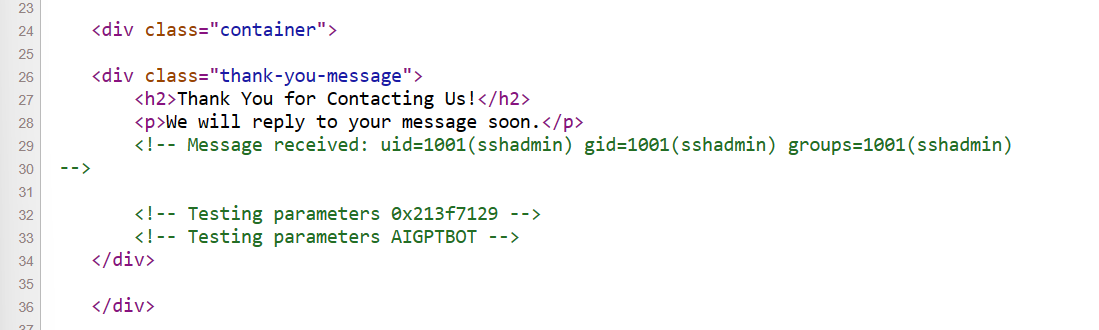 23
24 <div class="container">
25
26 <div class="thank-you-message">
27 <h2>Thank You for Contacting Us!</h2>
28 <p>We will reply to your message soon.</p>
29 <!-- Message received: uid=1001(sshadmin) gid=1001(sshadmin) groups=1001(sshadmin)
30 -->
31
32 <!-- Testing parameters 0x213f7129 -->
33 <!-- Testing parameters AIGPTBOT -->
34 </div>
35
36 </div>
37